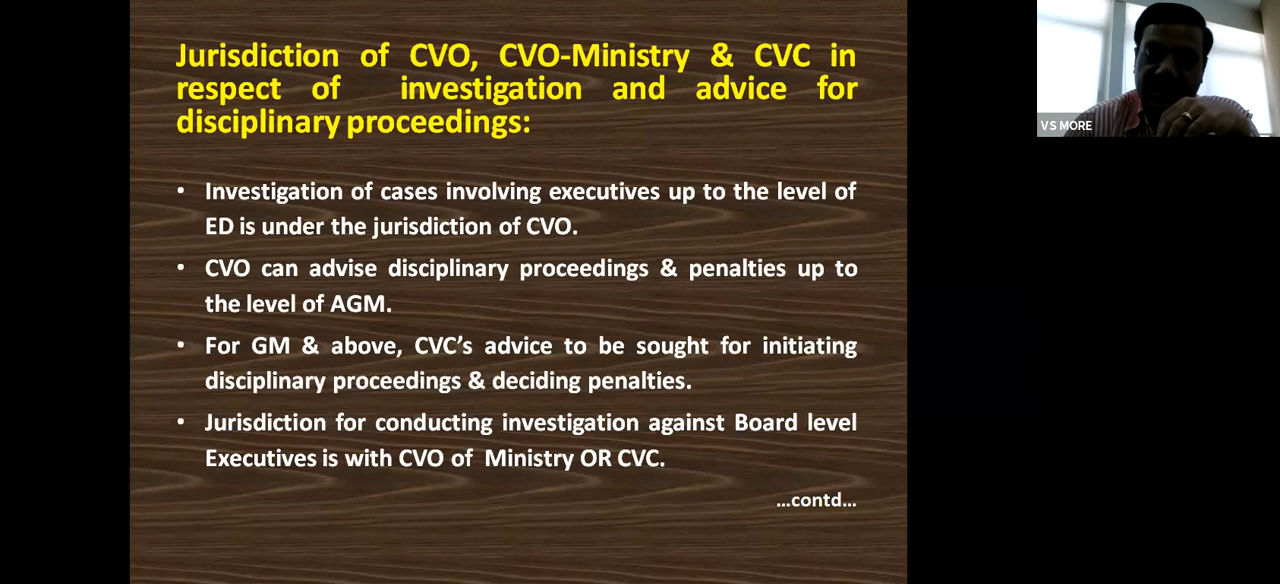 Jurisdiction of CVO, CVO-Ministry & CVC in
respect of investigation and advice for
disciplinary proceedings:
• Investigation of cases involving executives up to the level of
ED is under the jurisdiction of CVO.
• CVO can advise disciplinary proceedings & penalties up to
the level of AGM.
• For GM & above, CVC's advice to be sought for initiating
disciplinary proceedings & deciding penalties.
• Jurisdiction for conducting investigation against Board level
Executives is with CVO of Ministry OR CVC.
...contd...
V S MORE